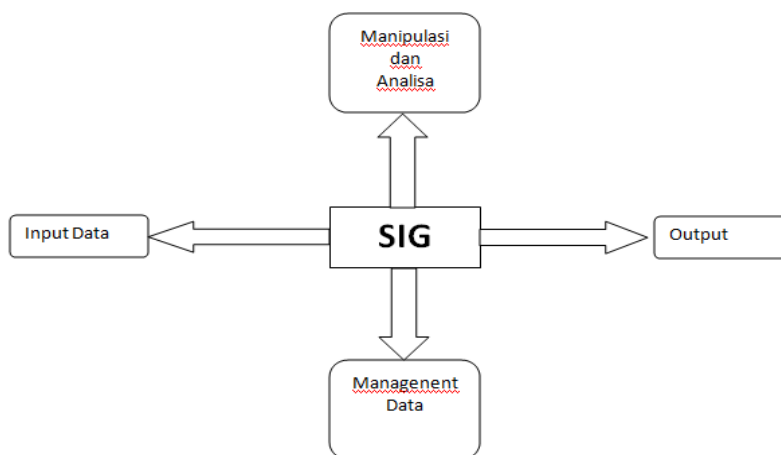 Manipulasi
dan
Analisa
Input Data
SIG
Output
Managenent
Data